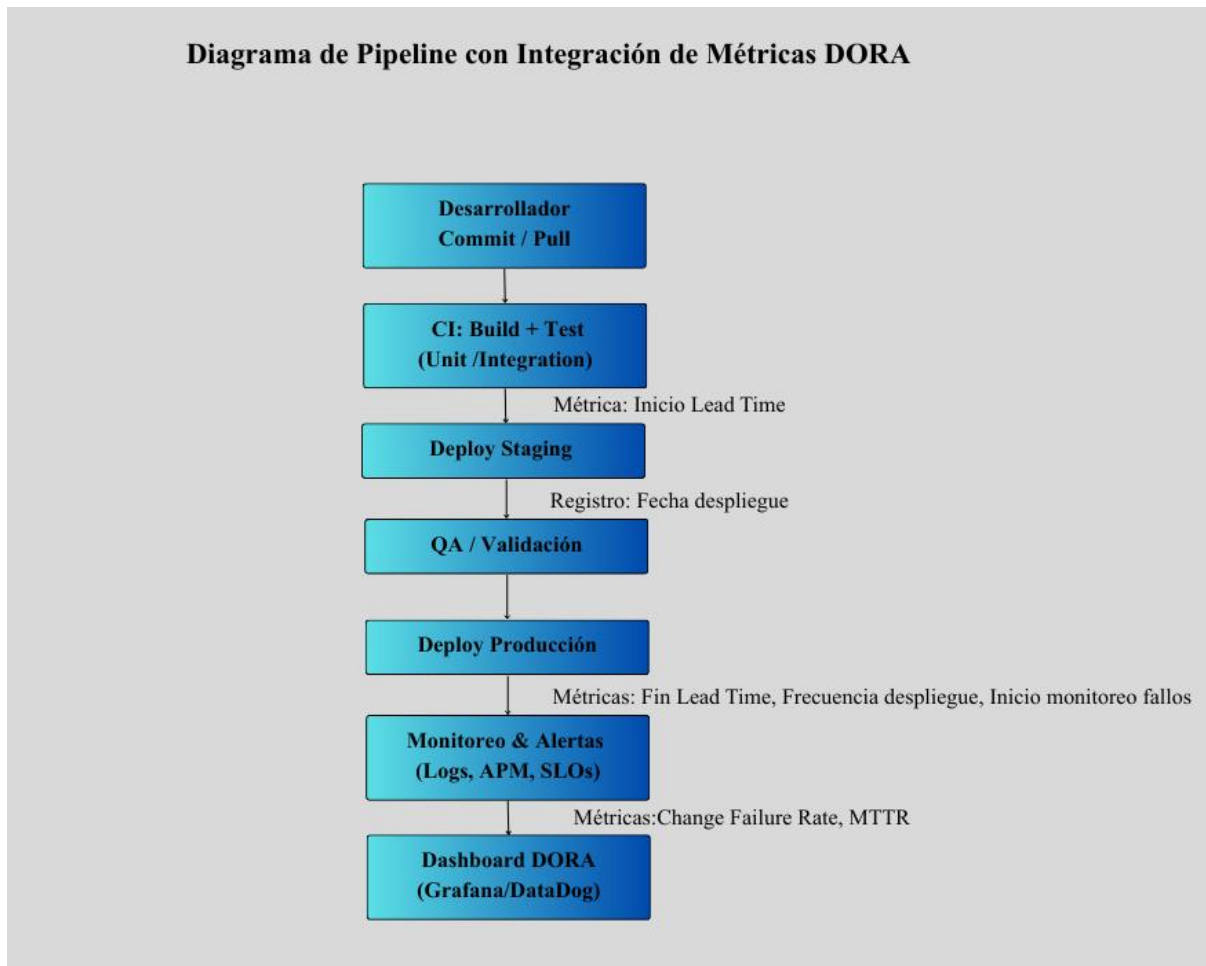 Diagrama de Pipeline con Integración de Métricas DORA
Desarrollador
Commit / Pull
CI: Build + Test
(Unit /Integration)
Métrica: Inicio Lead Time
Deploy Staging
Registro: Fecha despliegue
QA / Validación
Deploy Producción
Métricas: Fin Lead Time, Frecuencia despliegue, Inicio monitoreo fallos
Monitoreo & Alertas
(Logs, APM, SLOs)
Métricas:Change Failure Rate, MTTR
Dashboard DORA
(Grafana/DataDog)